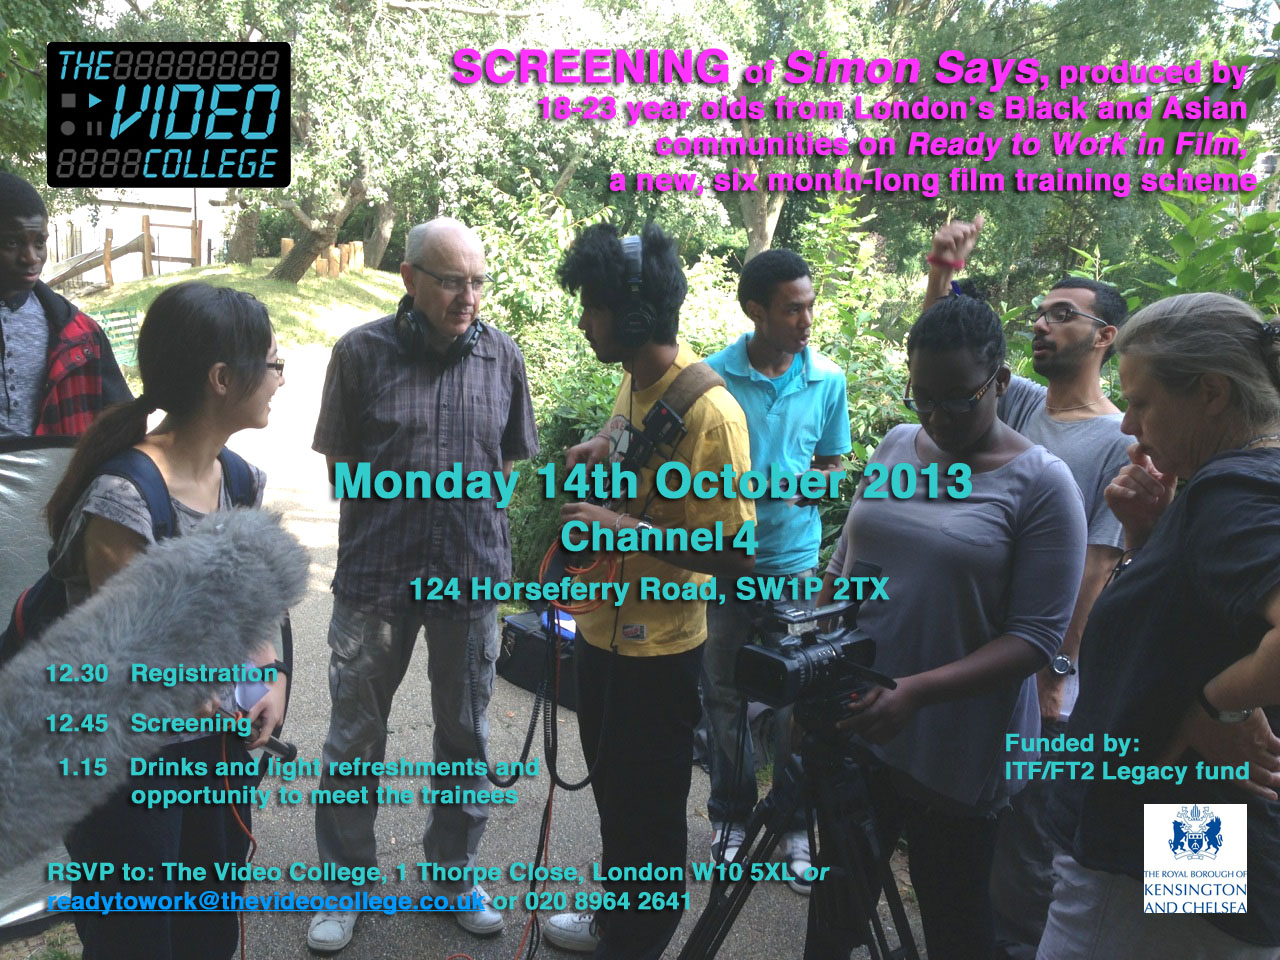 THE
VIDEO
COLLEGE
SCREENING of Simon Says, produced by
18-23 year olds from London's Black and Asian
communities on Ready to Work in Film,
a new, six month-long film training scheme
Monday 14th October 2013
Channel 4
124 Horseferry Road, SW1P 2TX
12.30 Registration
12.45 Screening
1.15 Drinks and light refreshments and
opportunity to meet the trainees
Funded by:
ITF/FT2 Legacy fund
THE ROYAL BOROUGH OF
KENSINGTON
AND CHELSEA
RSVP to: The Video College, 1 Thorpe Close, London W10 5XL or
readytowork@thevideocollege.co.uk or 020 8964 2641